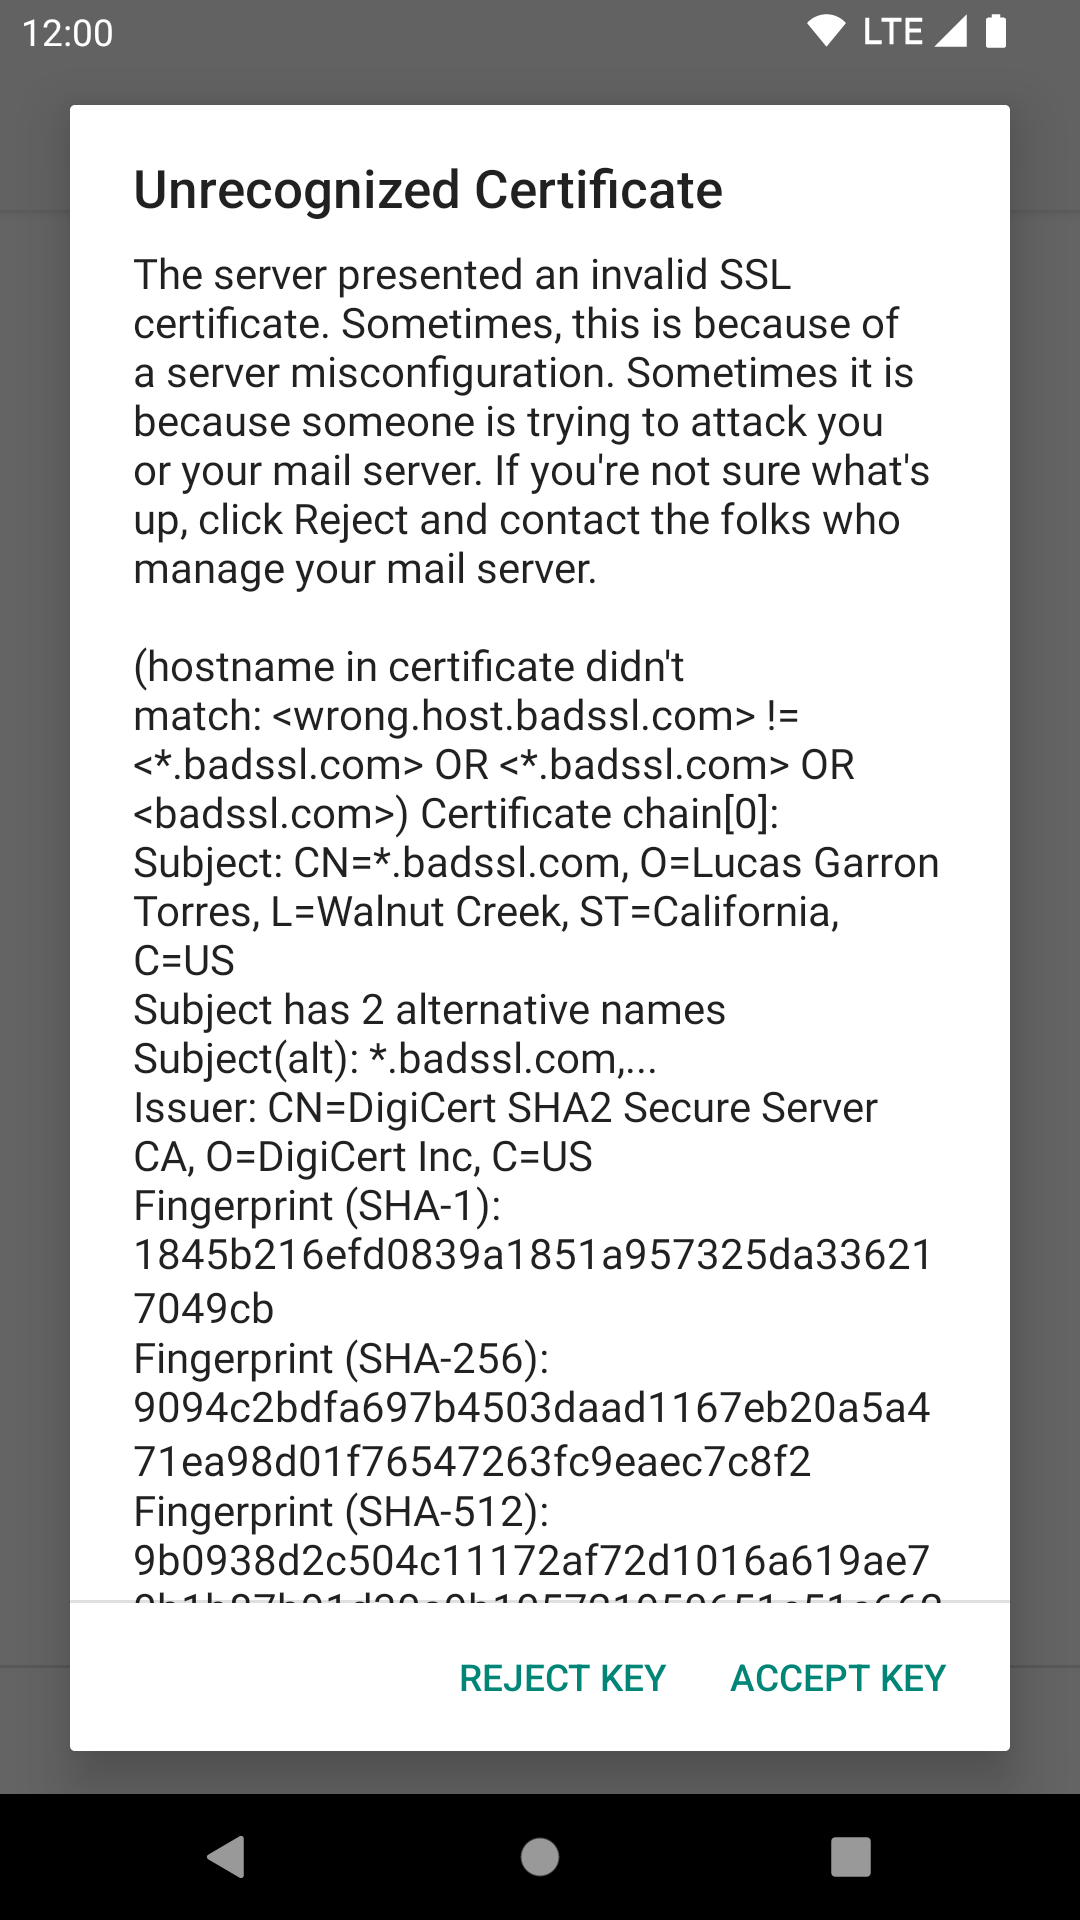 12:00
LTE
Unrecognized Certificate
The server presented an invalid SSL
certificate. Sometimes, this is because of
a server misconfiguration. Sometimes it is
because someone is trying to attack you
or your mail server. If you're not sure what's
up, click Reject and contact the folks who
manage your mail server.
(hostname in certificate didn't
match: <wrong.host.badssl.com> !=
<*.badssl.com> OR <*.badssl.com> OR
<badssl.com>) Certificate chain[0]:
Subject: CN=*.badssl.com, O=Lucas Garron
Torres, L=Walnut Creek, ST=California,
C=US
Subject has 2 alternative names
Subject(alt): *.badssl.com,...
Issuer: CN=DigiCert SHA2 Secure Server
CA, O=DigiCert Inc, C=US
Fingerprint (SHA-1):
1845b216efd0839a1851a957325da33621
7049cb
Fingerprint (SHA-256):
9094c2bdfa697b4503daad1167eb20a5a4
71ea98d01f76547263fc9eaec7c8f2
Fingerprint (SHA-512):
9b0938d2c504c11172af72d1016a619ae7
REJECT KEY
ACCEPT KEY